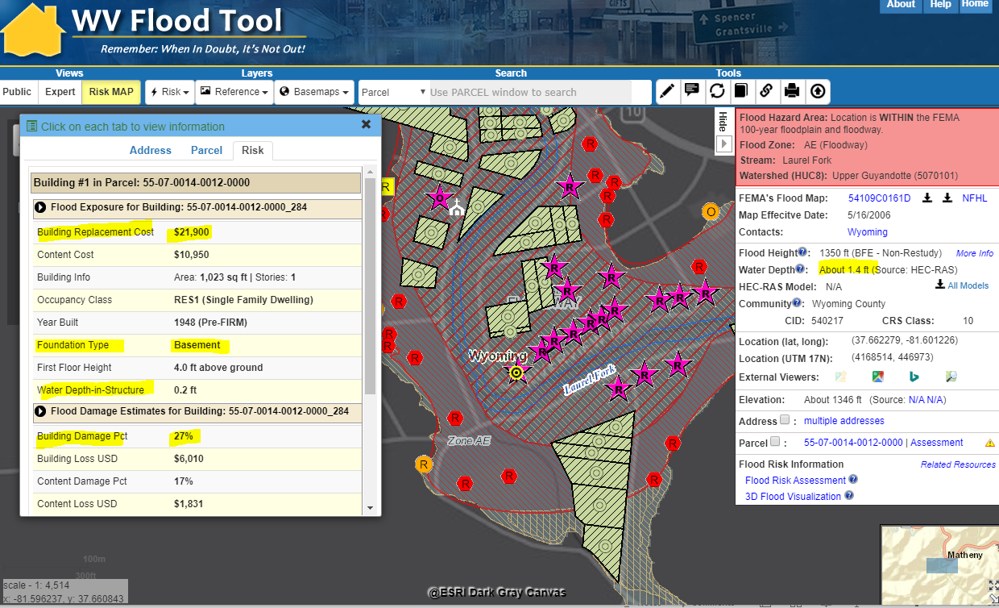 WV Flood Tool
Remember: When In Doubt, It's Not Out!
GIFTS
Spencer
Grantsville
About
Help
Home
Views
Layers
Search
Tools
Public
Expert
Risk MAP
Risk
Reference
Basemaps
Parcel
Use PARCEL window to search
Click on each tab to view information
Address
Parcel
Risk
Building #1 in Parcel: 55-07-0014-0012-0000
Flood Exposure for Building: 55-07-0014-0012-0000_284
Building Replacement Cost $21,900
Content Cost $10,950
Building Info Area: 1,023 sq ft | Stories: 1
Occupancy Class RES1 (Single Family Dwelling)
Year Built 1948 (Pre-FIRM)
Foundation Type Basement
First Floor Height 4.0 ft above ground
Water Depth-in-Structure 0.2 ft
Flood Damage Estimates for Building: 55-07-0014-0012-0000_284
Building Damage Pct 27%
Building Loss USD $6,010
Content Damage Pct 17%
Content Loss USD $1,831
100m
300ft
scale - 1: 4,514
x: -81.596237, y: 37.660843
10
Wyoming
Laurel Fork
Zone AE
@ESRI Dark Gray Canvas
Hide
Flood Hazard Area: Location is WITHIN the FEMA
100-year floodplain and floodway.
Flood Zone: AE (Floodway)
Stream: Laurel Fork
Watershed (HUC8): Upper Guyandotte (5070101)
FEMA's Flood Map: 54109C0161D NFHL
Map Effecitve Date: 5/16/2006
Contacts: Wyoming
Flood Height: 1350 ft (BFE - Non-Restudy) More Info
Water Depth: About 1.4 ft (Source: HEC-RAS)
HEC-RAS Model: N/A All Models
Community: Wyoming County
CID: 540217 CRS Class: 10
Location (lat, long): (37.662279, -81.601226)
Location (UTM 17N): (4168514, 446973)
External Viewers:
Elevation: About 1346 ft (Source: N/A N/A)
Address : multiple addresses
Parcel : 55-07-0014-0012-0000 | Assessment
Flood Risk Information Related Resources
Flood Risk Assessment
3D Flood Visualization
Matheny